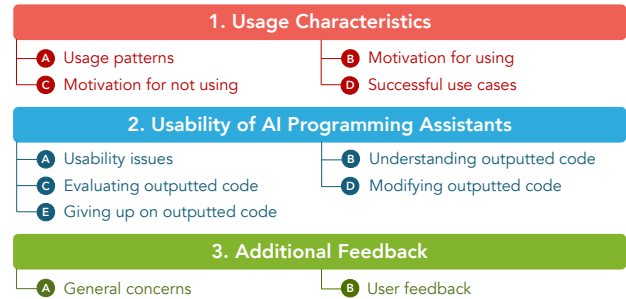 1. Usage Characteristics
A Usage patterns
B Motivation for using
C Motivation for not using
D Successful use cases
2. Usability of AI Programming Assistants
A Usability issues
B Understanding outputted code
C Evaluating outputted code
D Modifying outputted code
E Giving up on outputted code
3. Additional Feedback
A General concerns
B User feedback